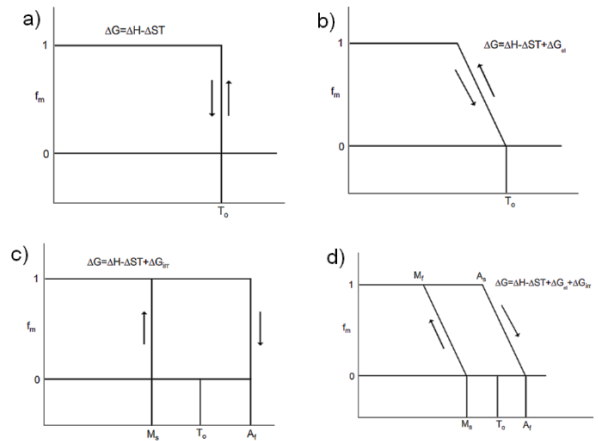 a)
ΔG=ΔH-ΔST
1
fm
0
To
b)
ΔG=ΔH-ΔST+ΔGel
1
fm
0
To
c)
ΔG=ΔH-ΔST+ΔGirr
1
fm
0
Ms
To
Af
d)
Mf
As
ΔG=ΔH-ΔST+ΔGel+ΔGirr
1
fm
0
Ms
To
Af